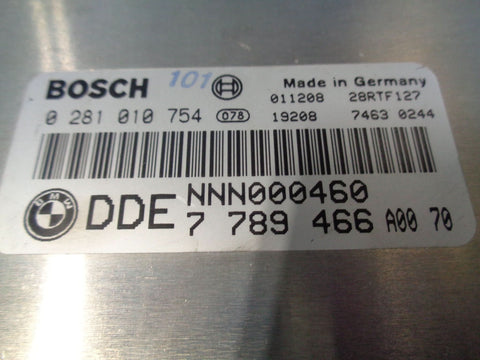 BOSCH 101 Made in Germany
011208 28RTF127
0 281 010 754 078 19208 7463 0244
BMW DDE NNN000460
7 789 466 A00 70